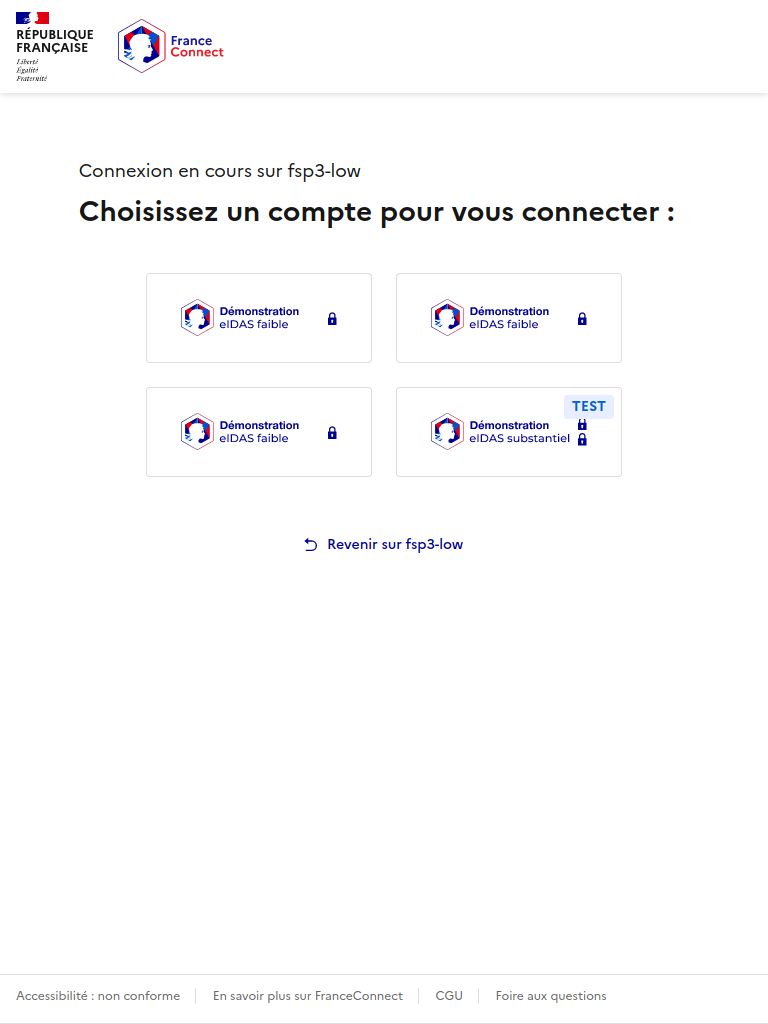 RÉPUBLIQUE
FRANÇAISE
Liberté
Égalité
Fraternité
France
Connect
Connexion en cours sur fsp3-low
Choisissez un compte pour vous connecter :
Démonstration
eIDAS faible
Démonstration
eIDAS faible
Démonstration
eIDAS faible
TEST
Démonstration
eIDAS substantiel
Revenir sur fsp3-low
Accessibilité : non conforme
En savoir plus sur FranceConnect
CGU
Foire aux questions